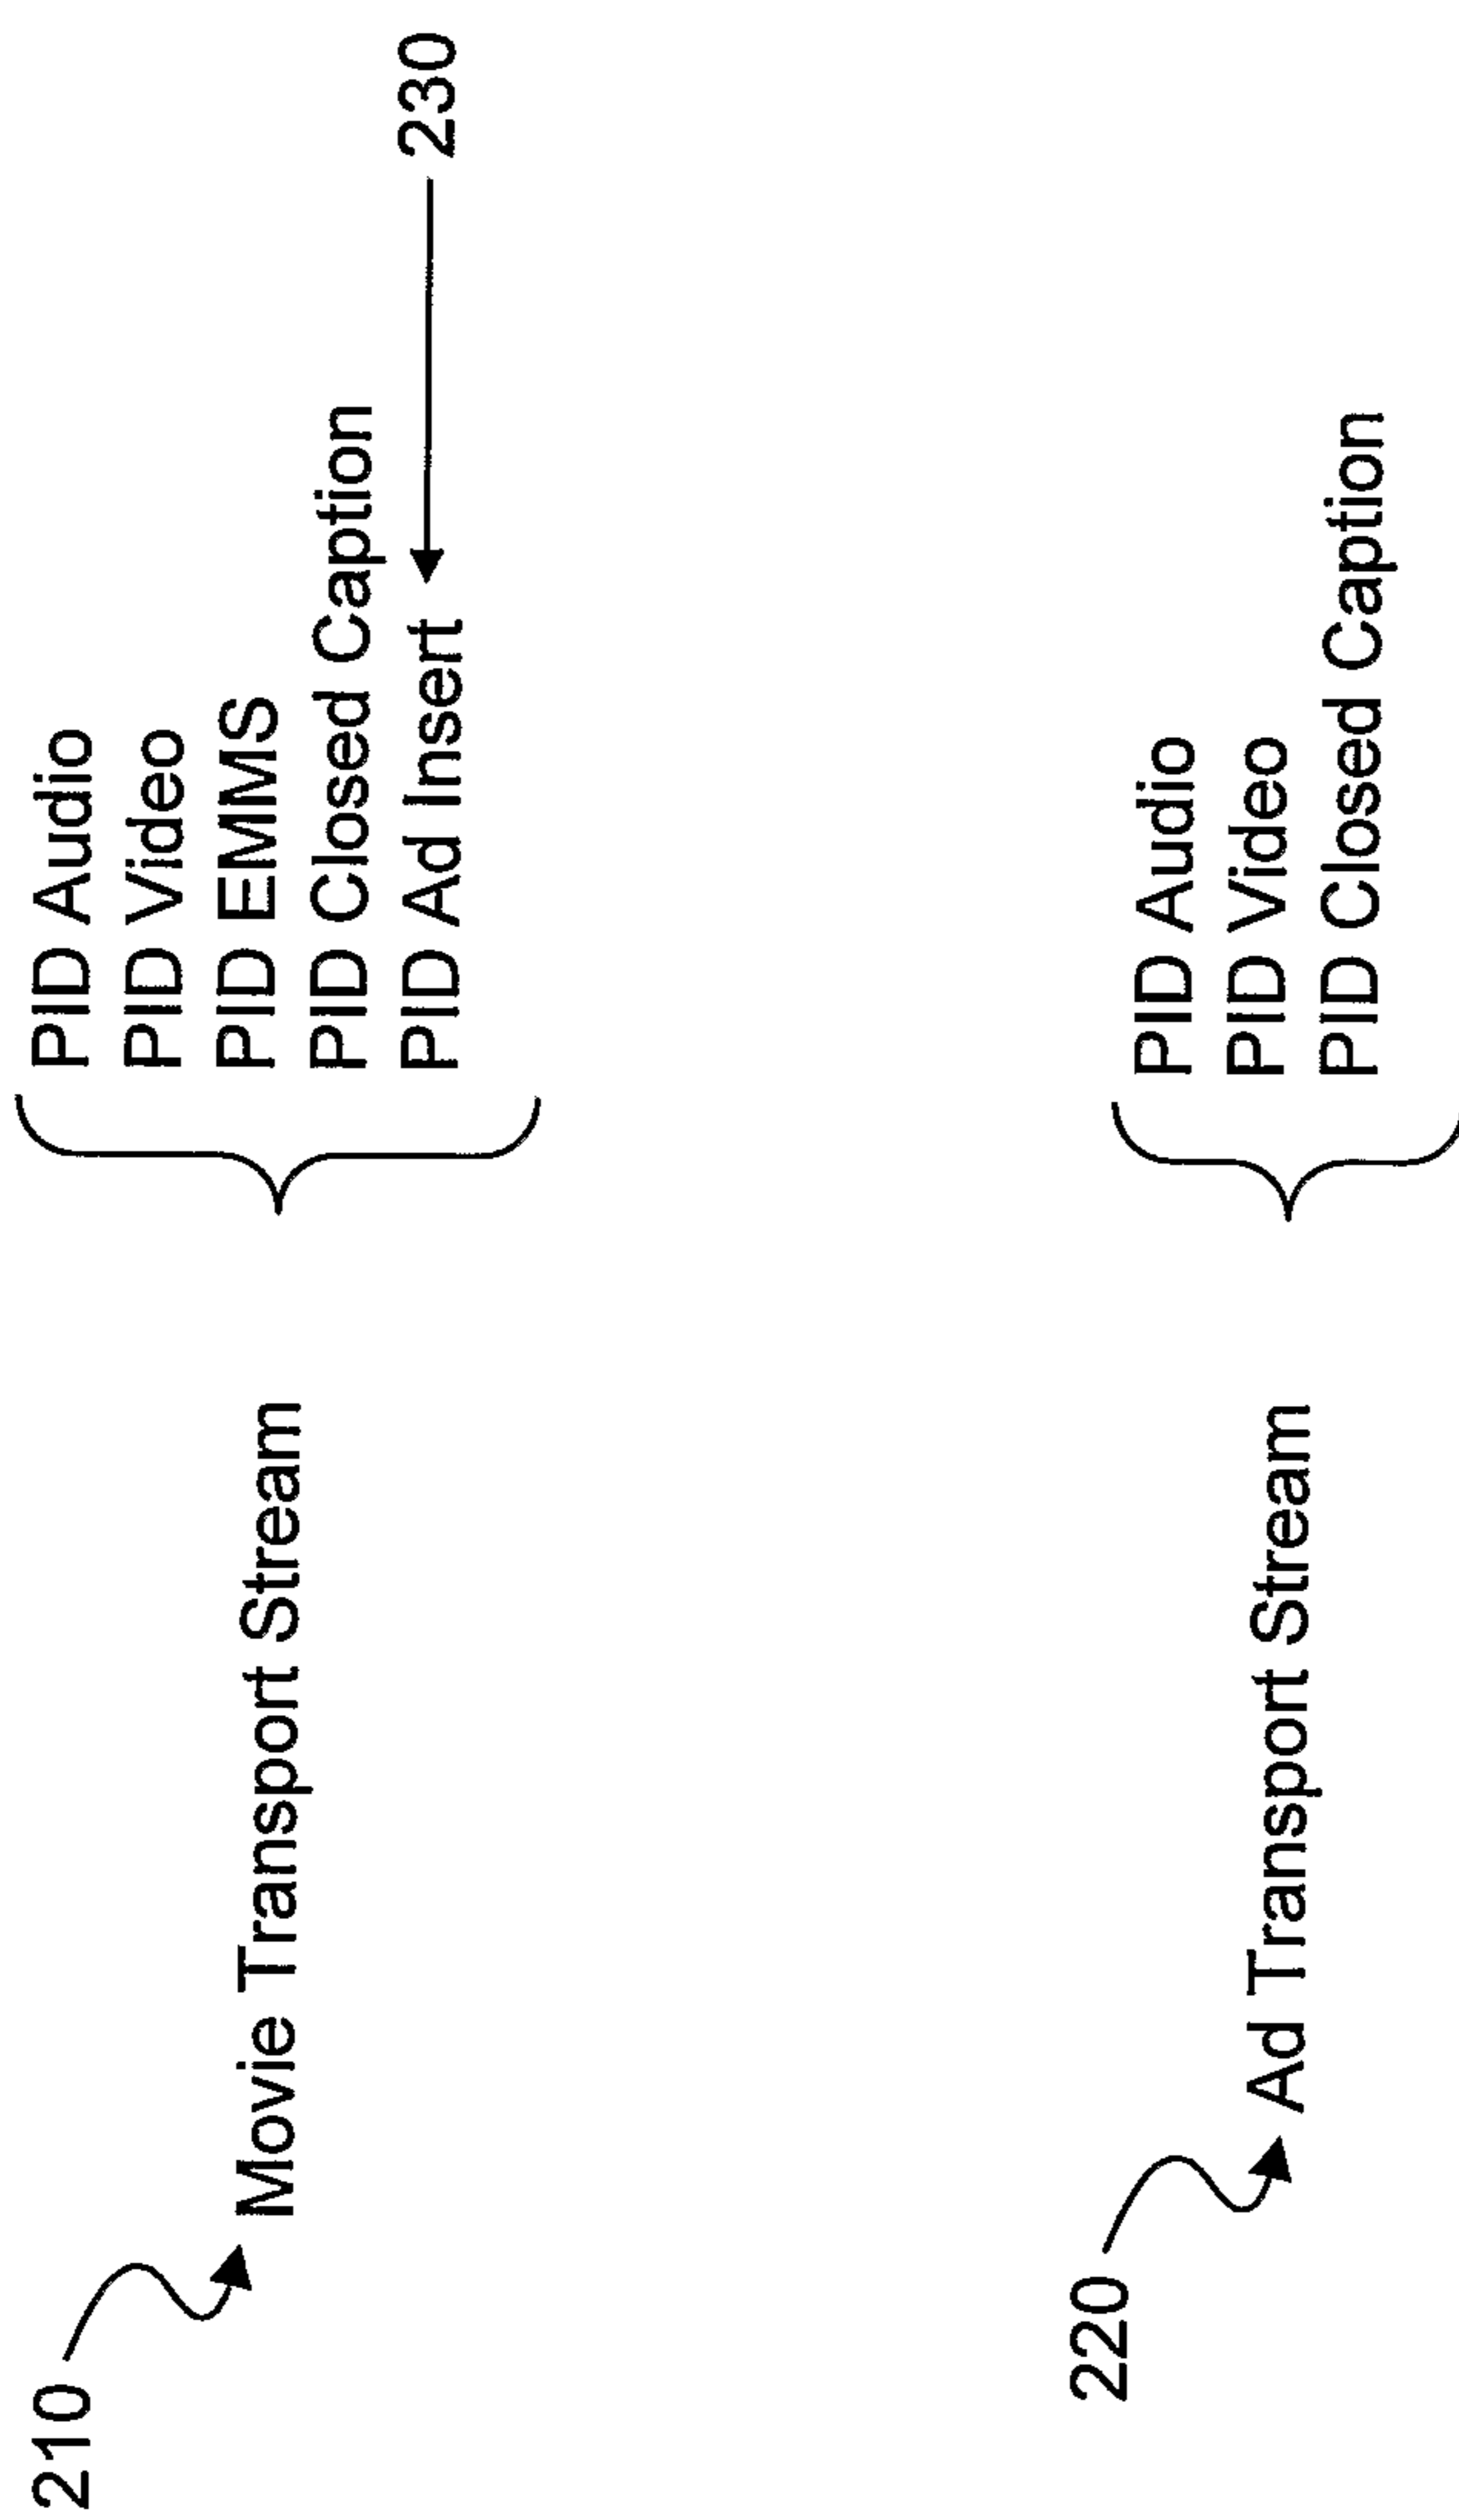 210
Movie Transport Stream
PID Audio
PID Video
PID EMMS
PID Closed Caption
PID Ad Insert
230
220
Ad Transport Stream
PID Audio
PID Video
PID Closed Caption